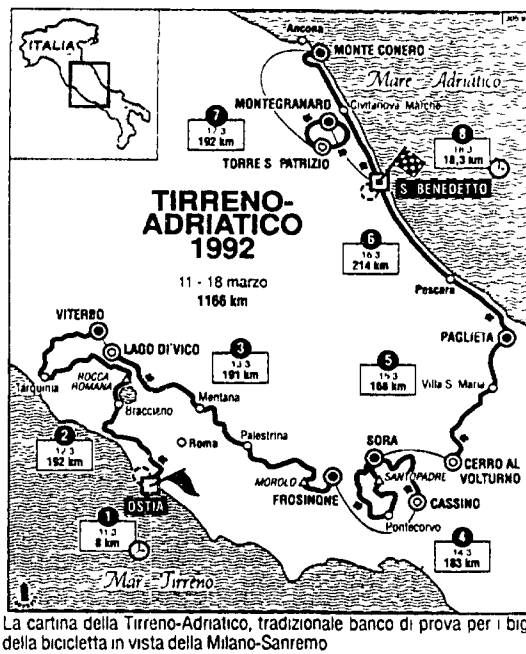 ITALIA
Ancona
MONTE CONERO
Mare Adriatico
7
17 3
192 km
MONTEGRANARO
Civitanova Marche
TORRE S. PATRIZIO
8
18 3
18,3 km
S. BENEDETTO
TIRRENO-
ADRIATICO
1992
11 - 18 marzo
1166 km
6
16 3
214 km
Pescara
VITERBO
LAGO DI VICO
3
13 3
191 km
5
15 3
168 km
PAGLIETA
Villa S. Maria
Tarquinia
ROCCA
ROMANA
Bracciano
Mentana
2
12 3
192 km
Roma
Palestrina
SORA
SANTOPADRE
CERRO AL
VOLTURNO
OSTIA
MOROLO
FROSINONE
CASSINO
Pontecorvo
1
11 3
8 km
4
14 3
183 km
Mar Tirreno
La cartina della Tirreno-Adriatico, tradizionale banco di prova per i big
della bicicletta in vista della Milano-Sanremo